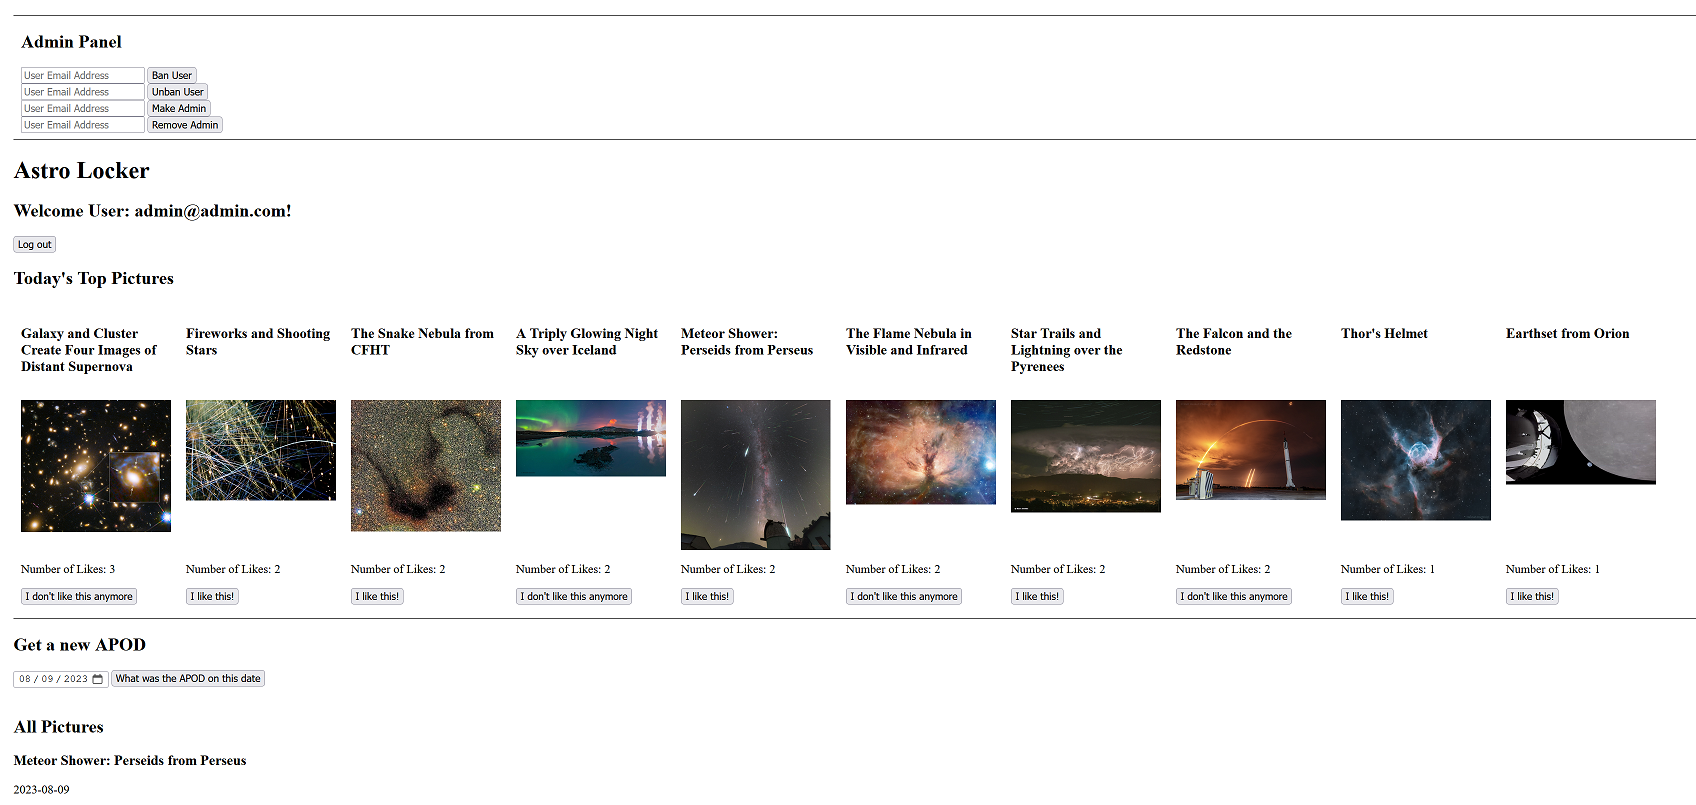 Admin Panel
User Email Address Ban User
User Email Address Unban User
User Email Address Make Admin
User Email Address Remove Admin
Astro Locker
Welcome User: admin@admin.com!
Log out
Today's Top Pictures
Galaxy and Cluster
Create Four Images of
Distant Supernova
Number of Likes: 3
I don't like this anymore
Fireworks and Shooting
Stars
Number of Likes: 2
I like this!
The Snake Nebula from
CFHT
Number of Likes: 2
I like this!
A Triply Glowing Night
Sky over Iceland
Number of Likes: 2
I don't like this anymore
Meteor Shower:
Perseids from Perseus
Number of Likes: 2
I like this!
The Flame Nebula in
Visible and Infrared
Number of Likes: 2
I don't like this anymore
Star Trails and
Lightning over the
Pyrenees
Number of Likes: 2
I like this!
The Falcon and the
Redstone
Number of Likes: 2
I don't like this anymore
Thor's Helmet
Number of Likes: 1
I like this!
Earthset from Orion
Number of Likes: 1
I like this!
Get a new APOD
08 / 09 / 2023 What was the APOD on this date
All Pictures
Meteor Shower: Perseids from Perseus
2023-08-09